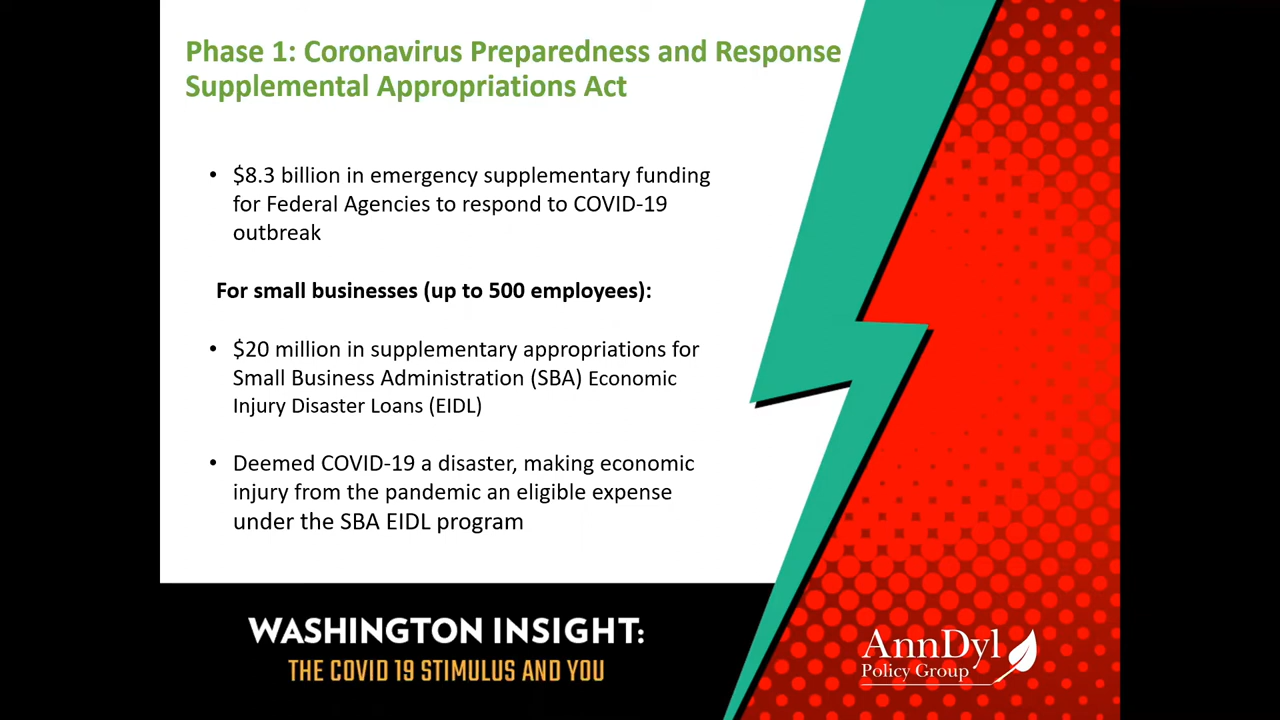 Phase 1: Coronavirus Preparedness and Response
Supplemental Appropriations Act
• $8.3 billion in emergency supplementary funding
for Federal Agencies to respond to COVID-19
outbreak
For small businesses (up to 500 employees):
• $20 million in supplementary appropriations for
Small Business Administration (SBA) Economic
Injury Disaster Loans (EIDL)
• Deemed COVID-19 a disaster, making economic
injury from the pandemic an eligible expense
under the SBA EIDL program
WASHINGTON INSIGHT:
THE COVID 19 STIMULUS AND YOU
AnnDyl
Policy Group